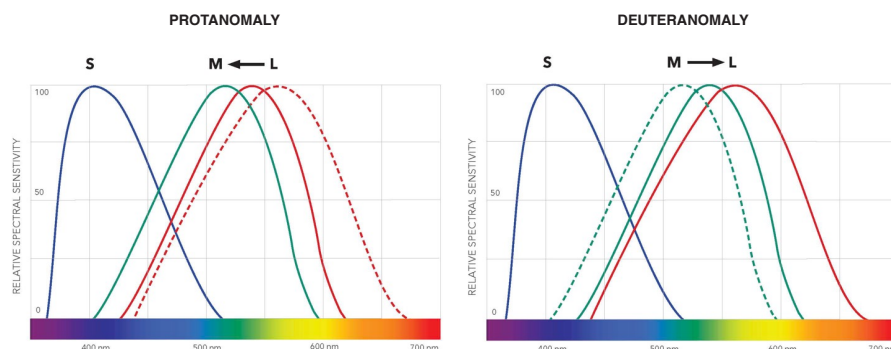 PROTANOMALY
S M L
100
50
0
RELATIVE SPECTRAL SENSTIVITY
400 nm 500 nm 600 nm 700 nm
DEUTERANOMALY
S M L
100
50
0
RELATIVE SPECTRAL SENSTIVITY
400 nm 500 nm 600 nm 700 nm